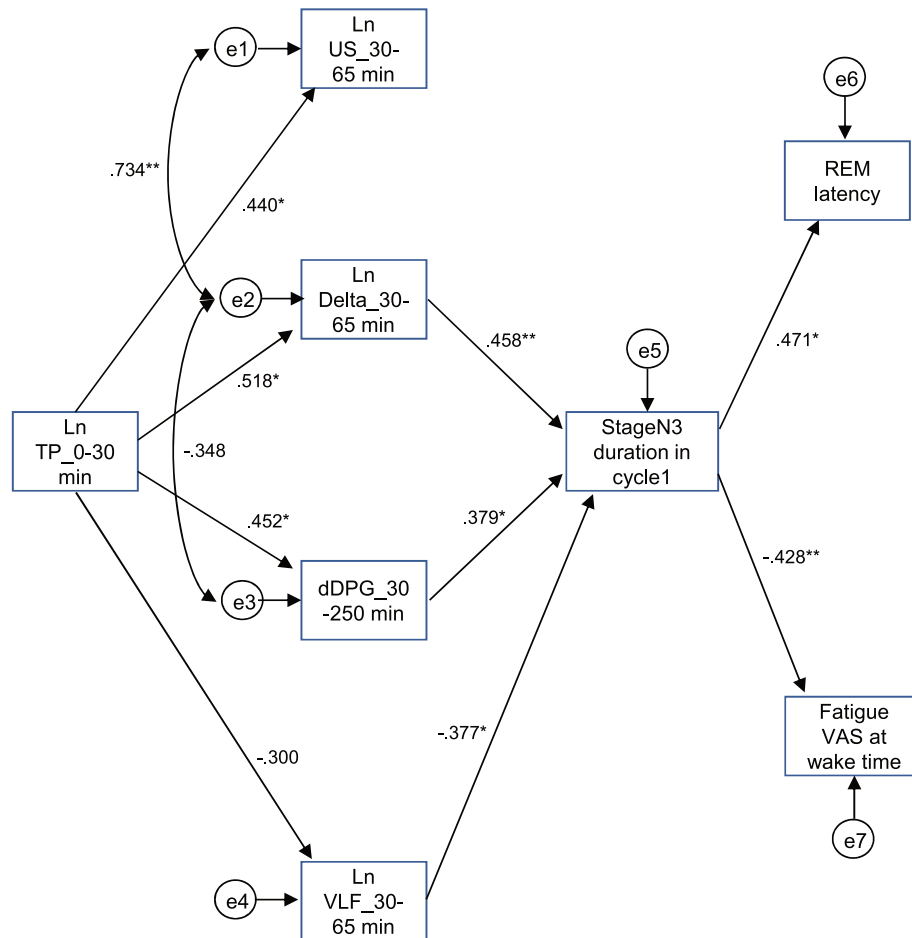 Ln
US_30-
65 min
e1
e6
.734**
REM
latency
.440*
Ln
Delta_30-
65 min
e2
.458**
e5
.471*
.518*
Ln
TP_0-30
min
-.348
StageN3
duration in
cycle1
.452*
.379*
-.428**
dDPG_30
-250 min
e3
-.377*
Fatigue
VAS at
wake time
-.300
e7
Ln
VLF_30-
65 min
e4